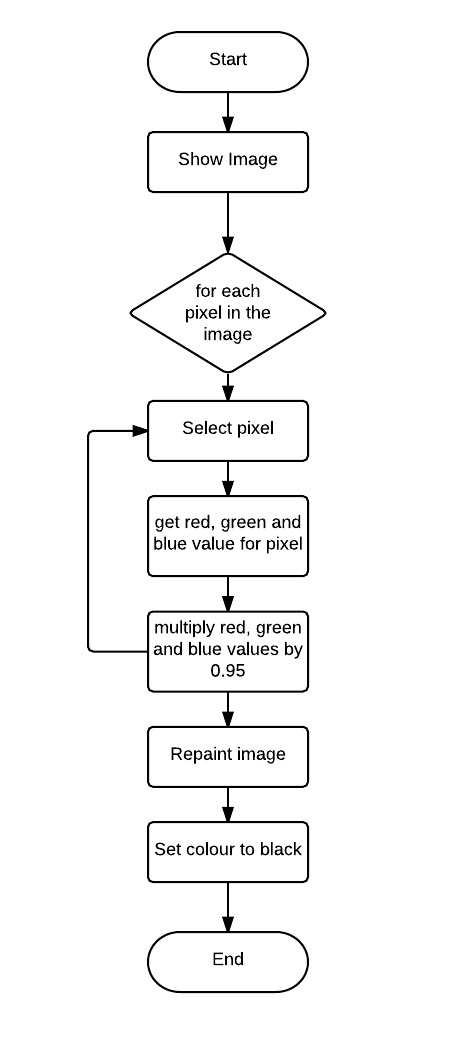 Start
Show Image
for each
pixel in the
image
Select pixel
get red, green and
blue value for pixel
multiply red, green
and blue values by
0.95
Repaint image
Set colour to black
End